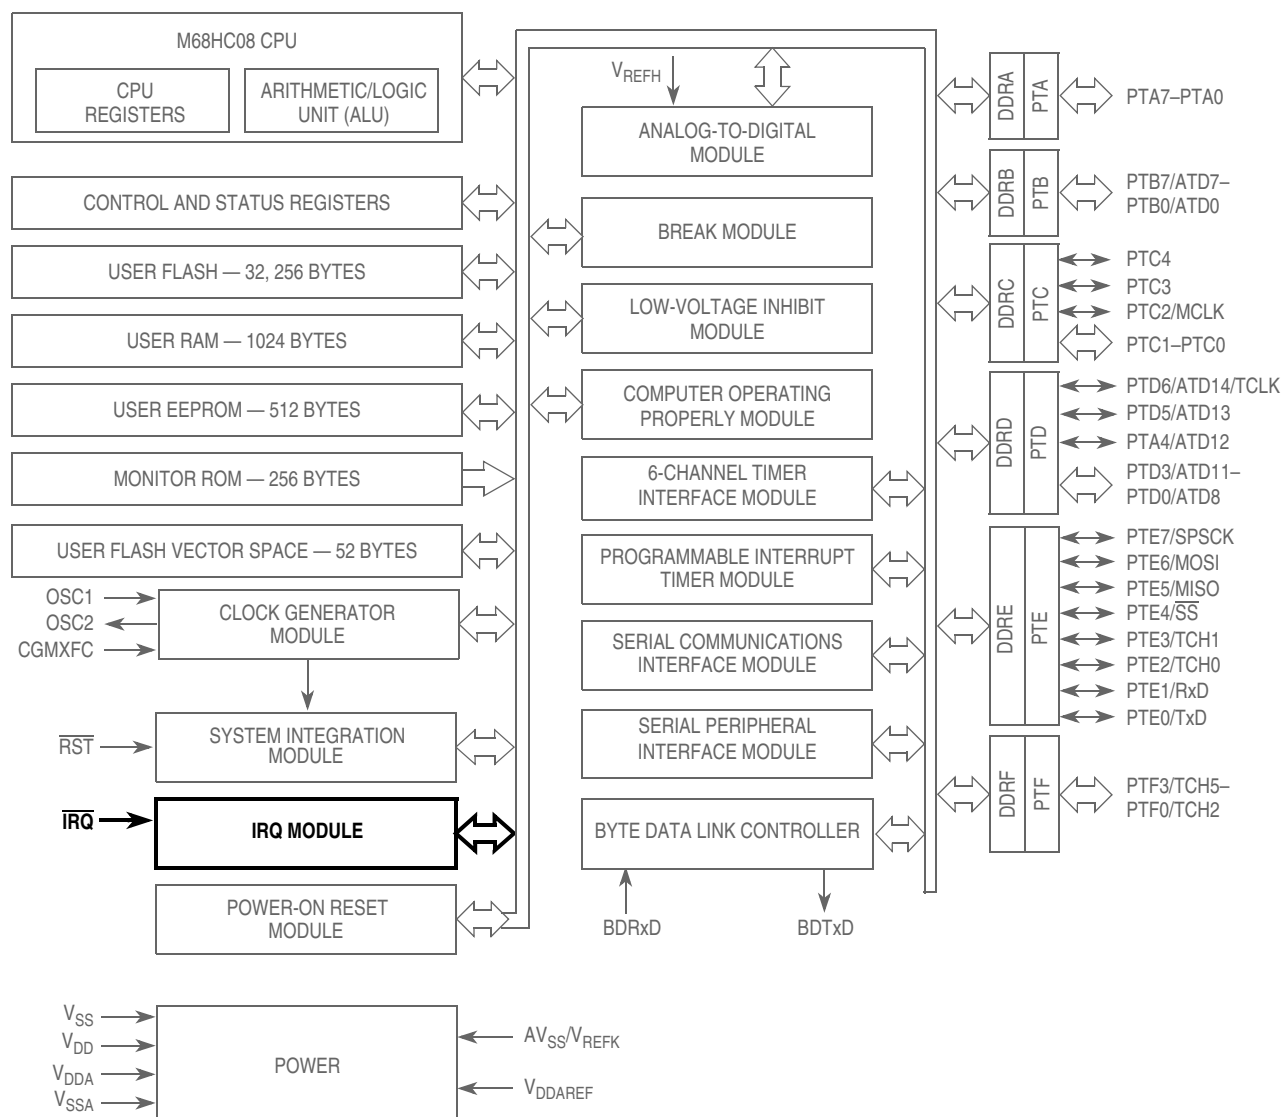 M68HC08 CPU
CPU
REGISTERS
ARITHMETIC/LOGIC
UNIT (ALU)
CONTROL AND STATUS REGISTERS
USER FLASH — 32, 256 BYTES
USER RAM — 1024 BYTES
USER EEPROM — 512 BYTES
MONITOR ROM — 256 BYTES
USER FLASH VECTOR SPACE — 52 BYTES
OSC1
OSC2
CGMXFC
CLOCK GENERATOR
MODULE
RST
SYSTEM INTEGRATION
MODULE
IRQ
IRQ MODULE
POWER-ON RESET
MODULE
VSS
VDD
VDDA
VSSA
POWER
AVSS/VREFK
VDDAREF
VREFH
ANALOG-TO-DIGITAL
MODULE
BREAK MODULE
LOW-VOLTAGE INHIBIT
MODULE
COMPUTER OPERATING
PROPERLY MODULE
6-CHANNEL TIMER
INTERFACE MODULE
PROGRAMMABLE INTERRUPT
TIMER MODULE
SERIAL COMMUNICATIONS
INTERFACE MODULE
SERIAL PERIPHERAL
INTERFACE MODULE
BYTE DATA LINK CONTROLLER
BDRxD
BDTxD
DDRA
PTA
PTA7–PTA0
DDRB
PTB
PTB7/ATD7–
PTB0/ATD0
DDRC
PTC
PTC4
PTC3
PTC2/MCLK
PTC1–PTC0
DDRD
PTD
PTD6/ATD14/TCLK
PTD5/ATD13
PTA4/ATD12
PTD3/ATD11–
PTD0/ATD8
DDRE
PTE
PTE7/SPSCK
PTE6/MOSI
PTE5/MISO
PTE4/SS
PTE3/TCH1
PTE2/TCH0
PTE1/RxD
PTE0/TxD
DDRF
PTF
PTF3/TCH5–
PTF0/TCH2